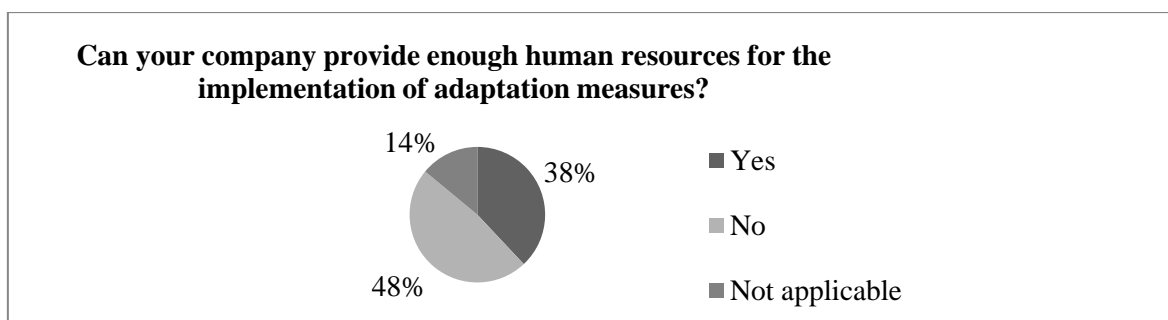 Can your company provide enough human resources for the
implementation of adaptation measures?
14%
38%
48%
Yes
No
Not applicable